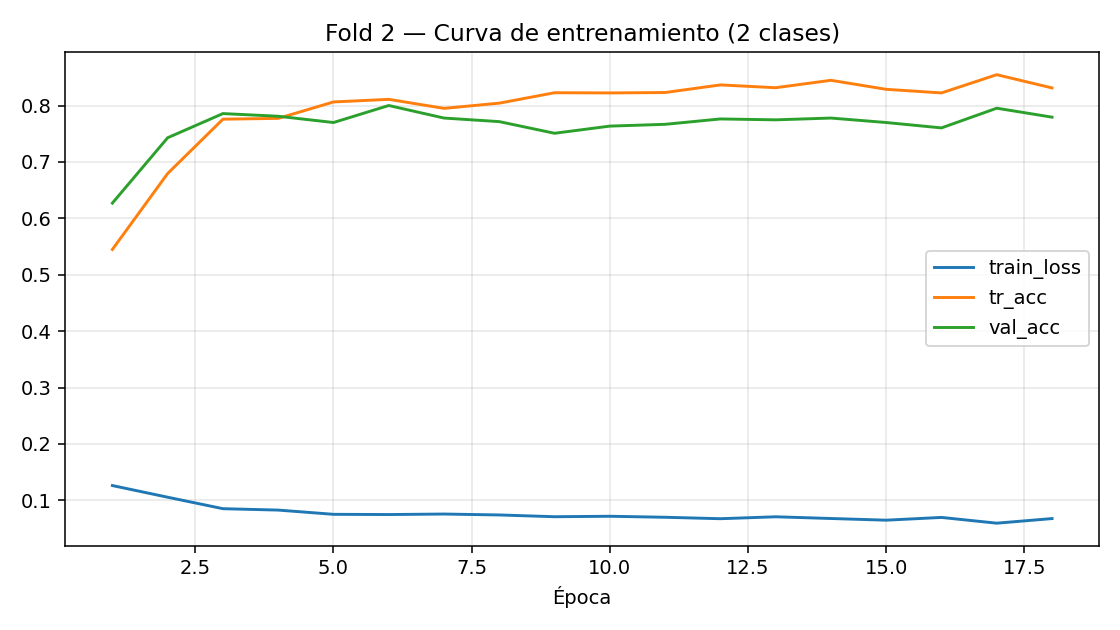 Fold 2 — Curva de entrenamiento (2 clases)
0.8
0.7
0.6
0.5
0.4
0.3
0.2
0.1
train_loss
tr_acc
val_acc
2.5 5.0 7.5 10.0 12.5 15.0 17.5
Época